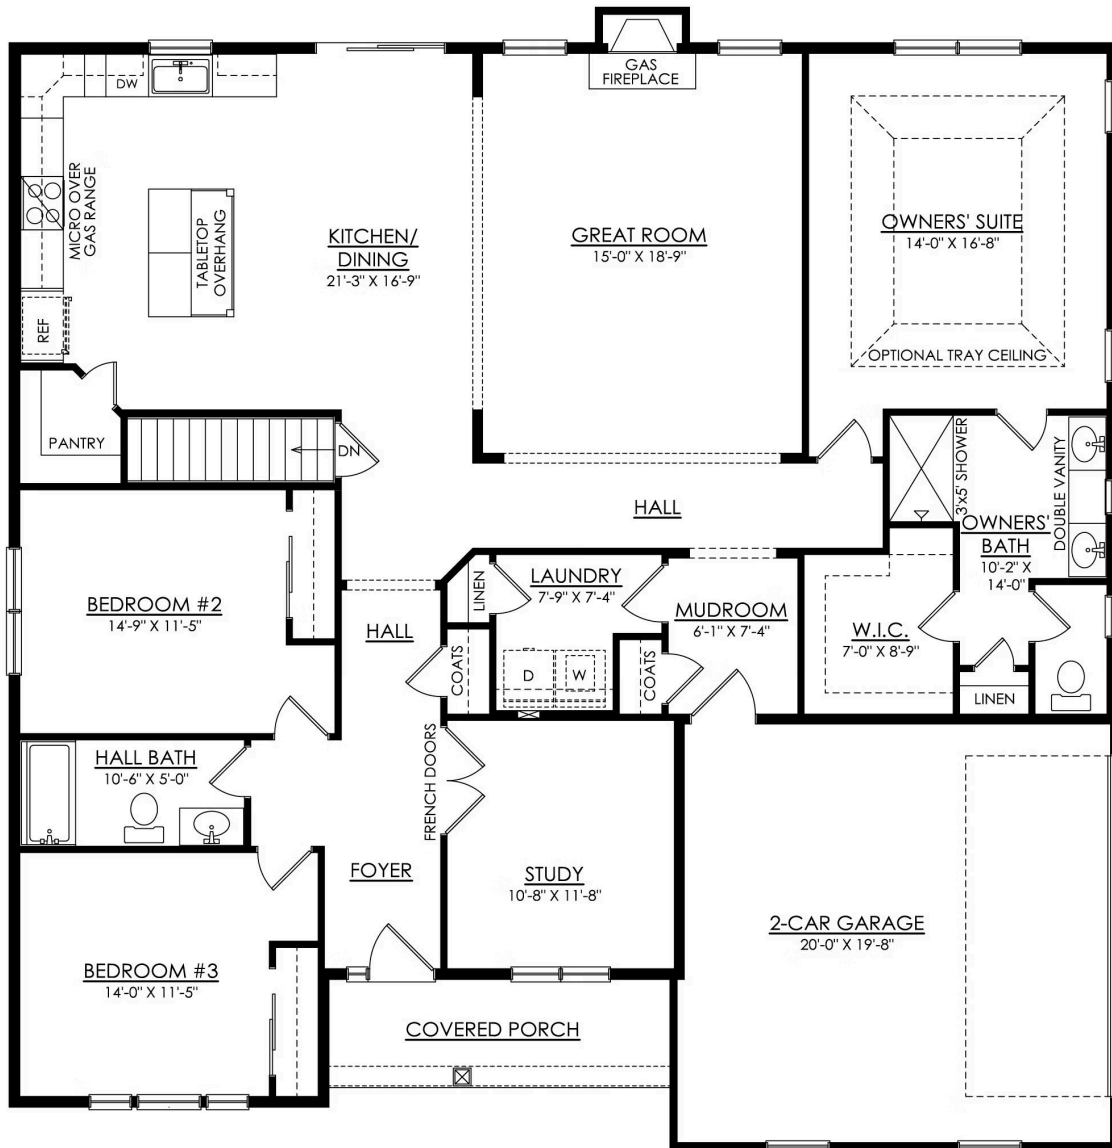 GAS
FIREPLACE
DW
MICRO OVER
GAS RANGE
TABLETOP
OVERHANG
REF
KITCHEN/
DINING
21'-3" X 16'-9"
GREAT ROOM
15'-0" X 18'-9"
OWNERS' SUITE
14'-0" X 16'-8"
OPTIONAL TRAY CEILING
PANTRY
DN
3'x5' SHOWER
DOUBLE VANITY
HALL
OWNERS'
BATH
10'-2" X
14'-0"
BEDROOM #2
14'-9" X 11'-5"
HALL
LINEN
LAUNDRY
7'-9" X 7'-4"
MUDROOM
6'-1" X 7'-4"
W.I.C.
7'-0" X 8'-9"
COATS
D
W
COATS
LINEN
HALL BATH
10'-6" X 5'-0"
FRENCH DOORS
FOYER
STUDY
10'-8" X 11'-8"
2-CAR GARAGE
20'-0" X 19'-8"
BEDROOM #3
14'-0" X 11'-5"
COVERED PORCH